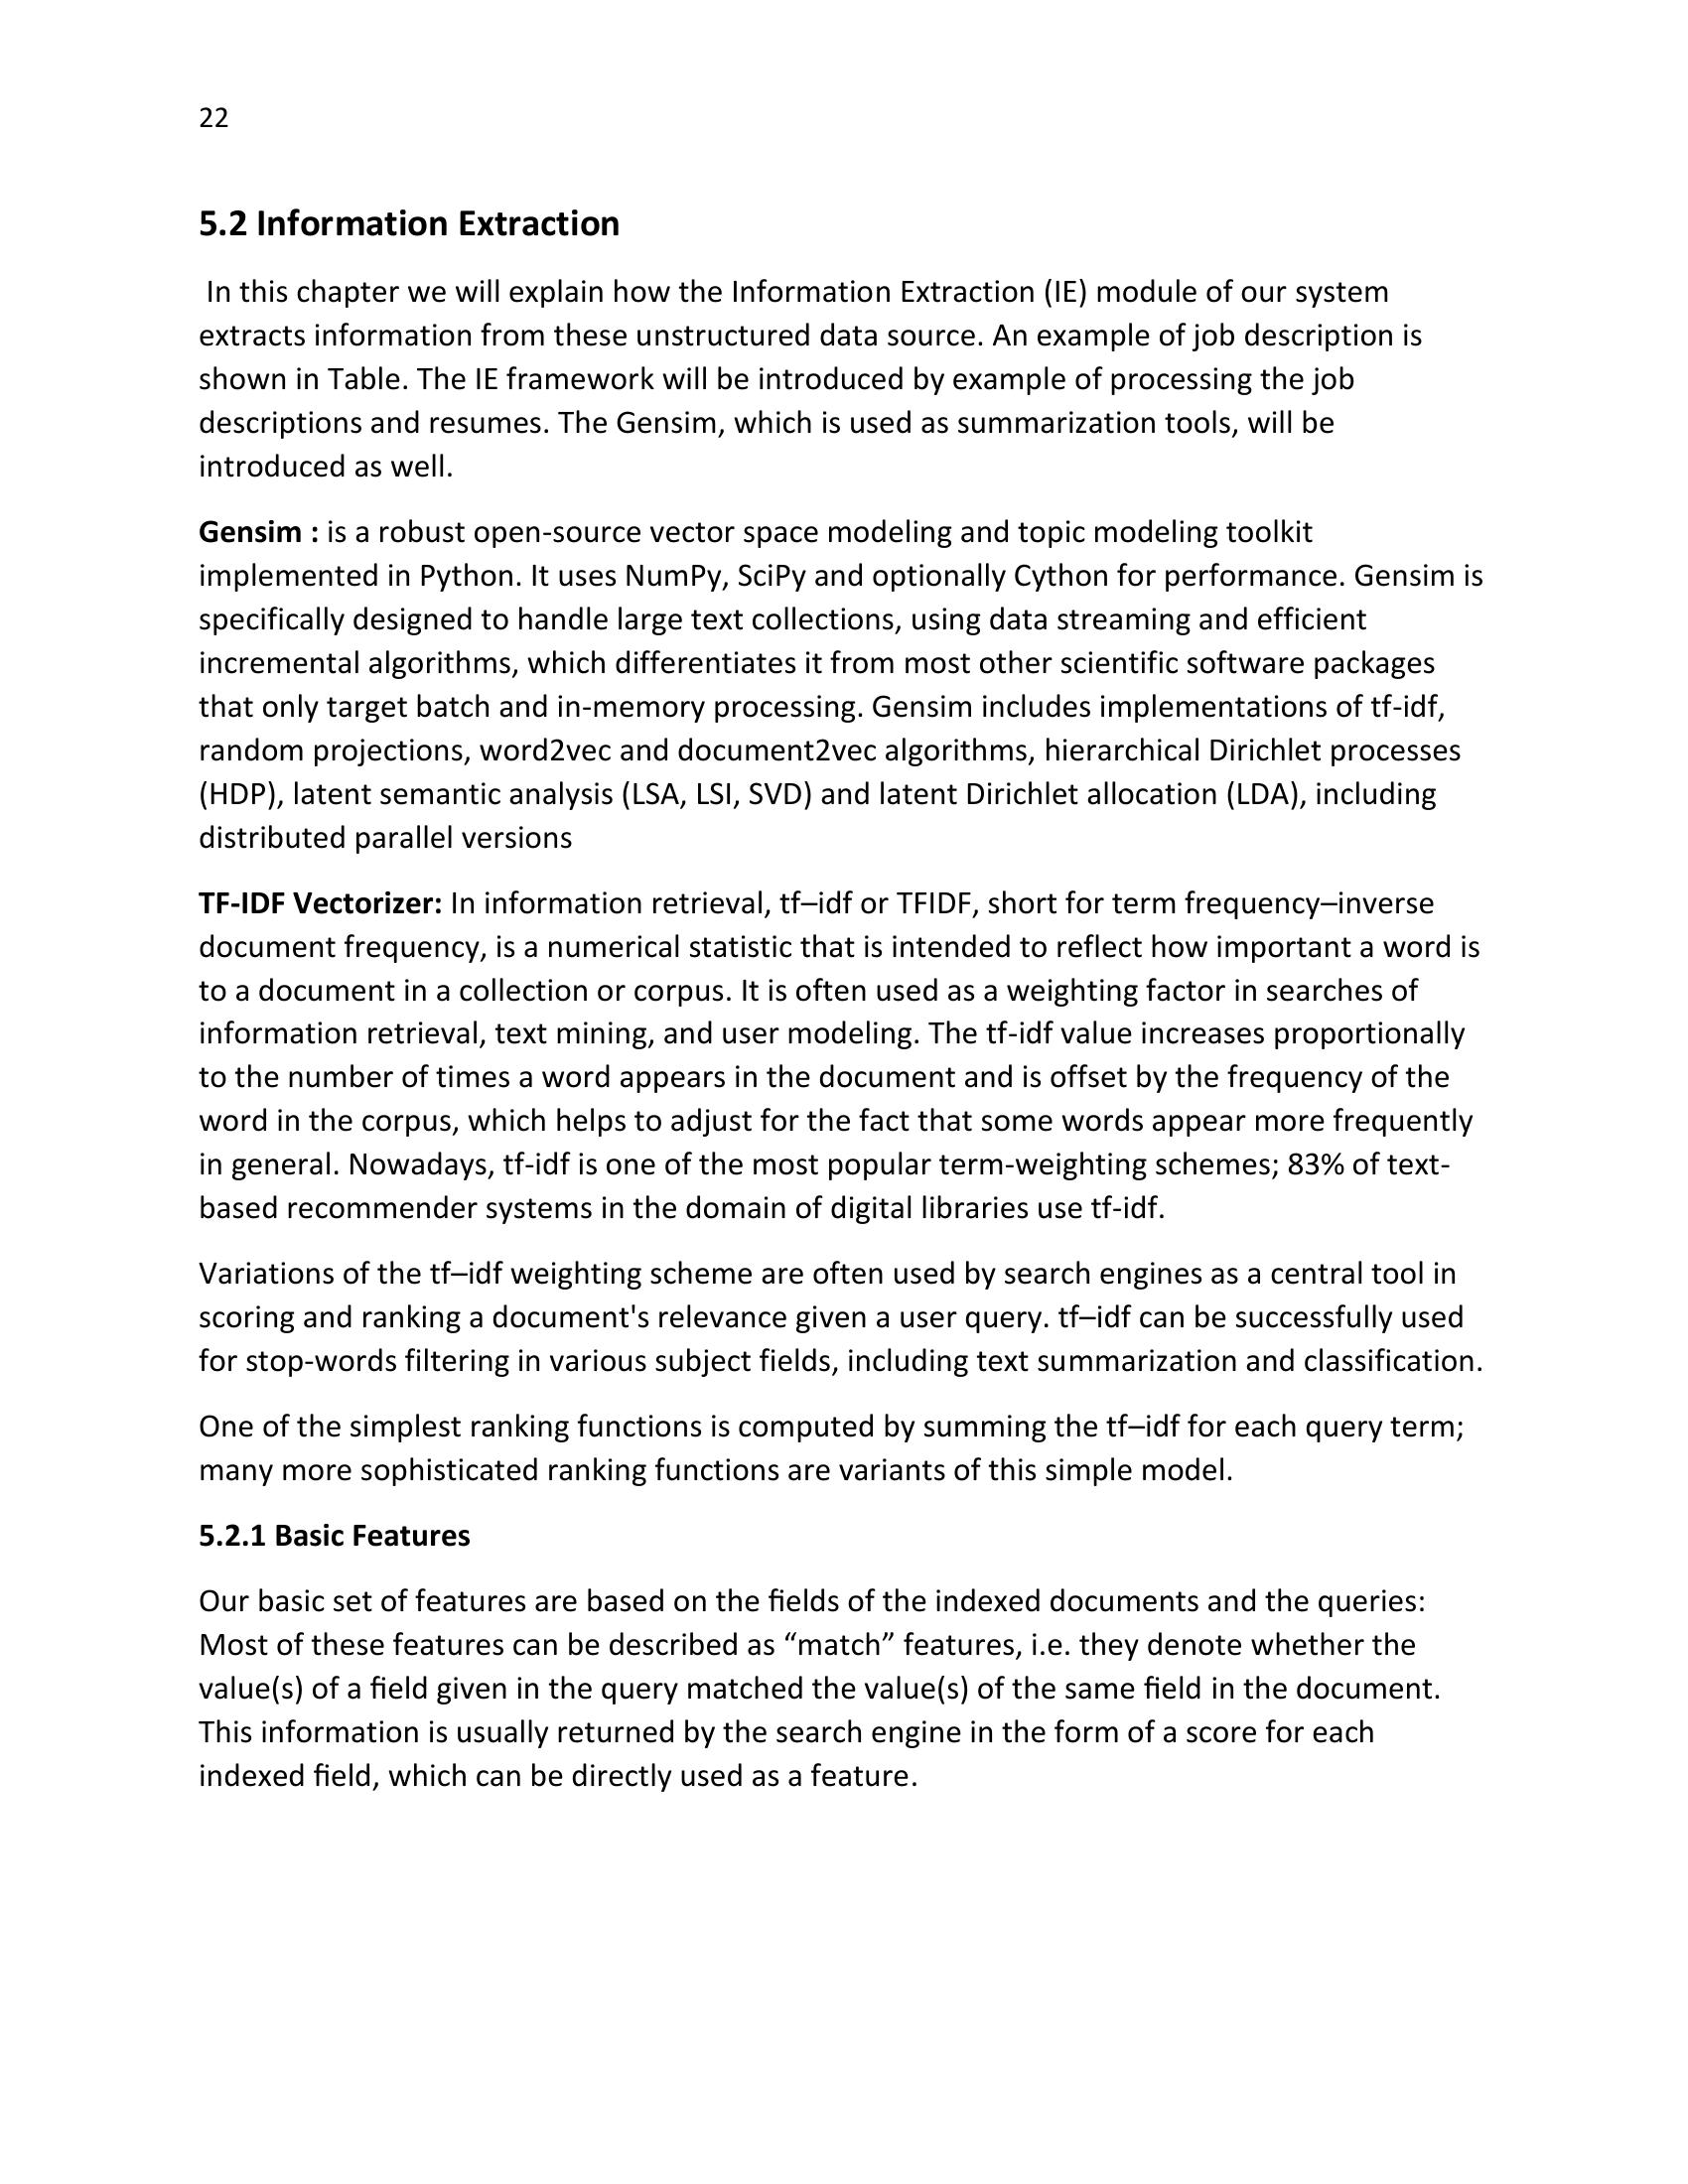 22
5.2 Information Extraction
In this chapter we will explain how the Information Extraction (IE) module of our system
extracts information from these unstructured data source. An example of job description is
shown in Table. The IE framework will be introduced by example of processing the job
descriptions and resumes. The Gensim, which is used as summarization tools, will be
introduced as well.
Gensim : is a robust open-source vector space modeling and topic modeling toolkit
implemented in Python. It uses NumPy, SciPy and optionally Cython for performance. Gensim is
specifically designed to handle large text collections, using data streaming and efficient
incremental algorithms, which differentiates it from most other scientific software packages
that only target batch and in-memory processing. Gensim includes implementations of tf-idf,
random projections, word2vec and document2vec algorithms, hierarchical Dirichlet processes
(HDP), latent semantic analysis (LSA, LSI, SVD) and latent Dirichlet allocation (LDA), including
distributed parallel versions
TF-IDF Vectorizer: In information retrieval, tf–idf or TFIDF, short for term frequency–inverse
document frequency, is a numerical statistic that is intended to reflect how important a word is
to a document in a collection or corpus. It is often used as a weighting factor in searches of
information retrieval, text mining, and user modeling. The tf-idf value increases proportionally
to the number of times a word appears in the document and is offset by the frequency of the
word in the corpus, which helps to adjust for the fact that some words appear more frequently
in general. Nowadays, tf-idf is one of the most popular term-weighting schemes; 83% of text-
based recommender systems in the domain of digital libraries use tf-idf.
Variations of the tf–idf weighting scheme are often used by search engines as a central tool in
scoring and ranking a document's relevance given a user query. tf–idf can be successfully used
for stop-words filtering in various subject fields, including text summarization and classification.
One of the simplest ranking functions is computed by summing the tf–idf for each query term;
many more sophisticated ranking functions are variants of this simple model.
5.2.1 Basic Features
Our basic set of features are based on the fields of the indexed documents and the queries:
Most of these features can be described as “match” features, i.e. they denote whether the
value(s) of a field given in the query matched the value(s) of the same field in the document.
This information is usually returned by the search engine in the form of a score for each
indexed field, which can be directly used as a feature.